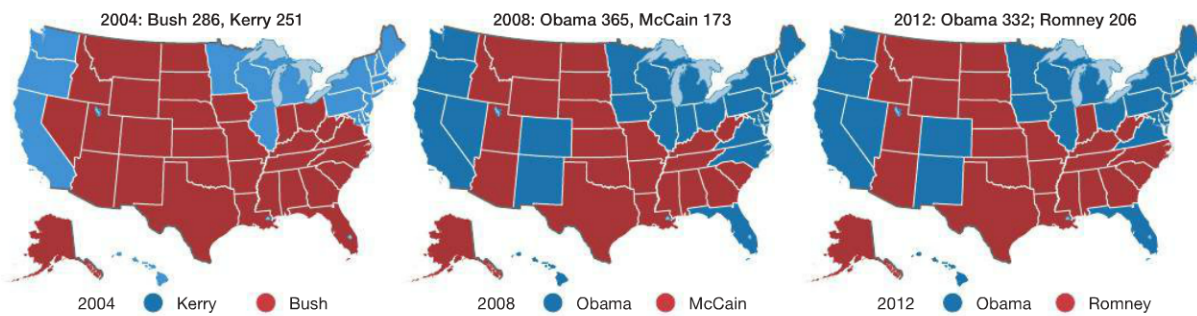 2004: Bush 286, Kerry 251
2008: Obama 365, McCain 173
2012: Obama 332; Romney 206
2004 Kerry Bush
2008 Obama McCain
2012 Obama Romney